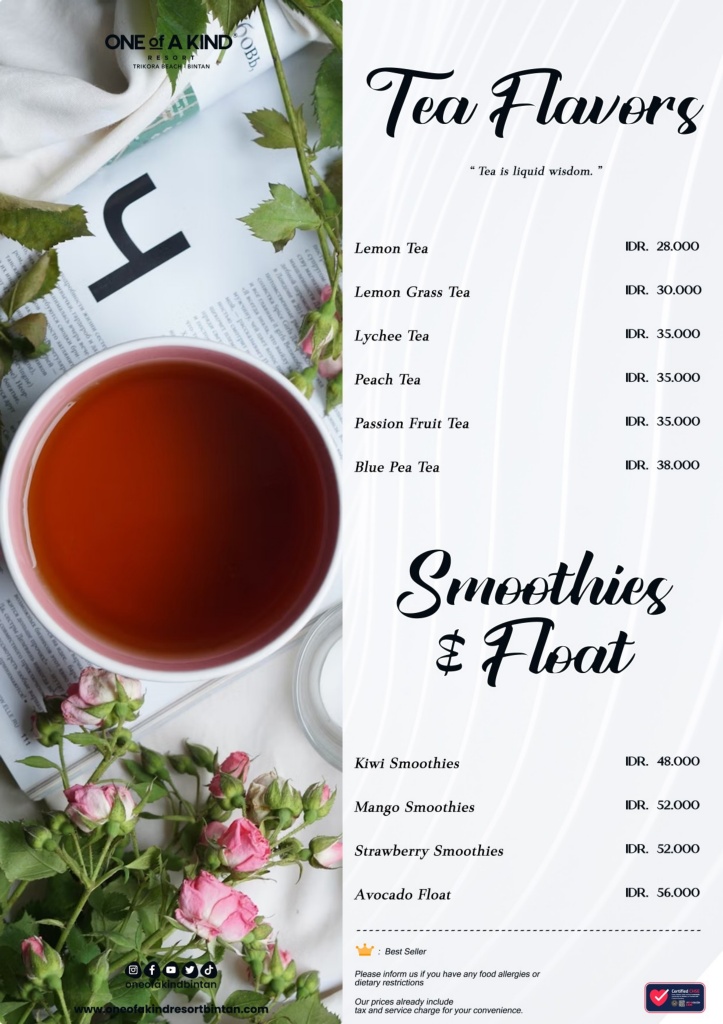 ONE of A KIND
RESORT
TRIKORA BEACH | BINTAN
h
Tea Flavors
“ Tea is liquid wisdom. ”
Lemon Tea IDR. 28.000
Lemon Grass Tea IDR. 30.000
Lychee Tea IDR. 35.000
Peach Tea IDR. 35.000
Passion Fruit Tea IDR. 35.000
Blue Pea Tea IDR. 38.000
Smoothies
& Float
Kiwi Smoothies IDR. 48.000
Mango Smoothies IDR. 52.000
Strawberry Smoothies IDR. 52.000
Avocado Float IDR. 56.000
: Best Seller
Please inform us if you have any food allergies or
dietary restrictions
Our prices already include
tax and service charge for your convenience.
oneofakindbintan
www.oneofakindresortbintan.com
Certified CHSE